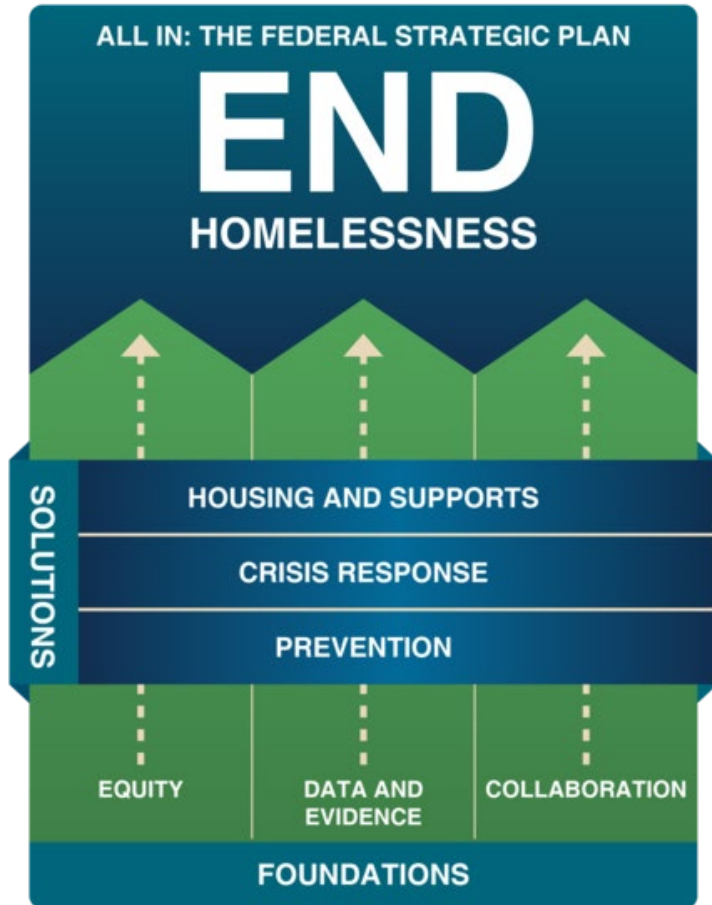 ALL IN: THE FEDERAL STRATEGIC PLAN
END
HOMELESSNESS
SOLUTIONS
HOUSING AND SUPPORTS
CRISIS RESPONSE
PREVENTION
EQUITY
DATA AND
EVIDENCE
COLLABORATION
FOUNDATIONS